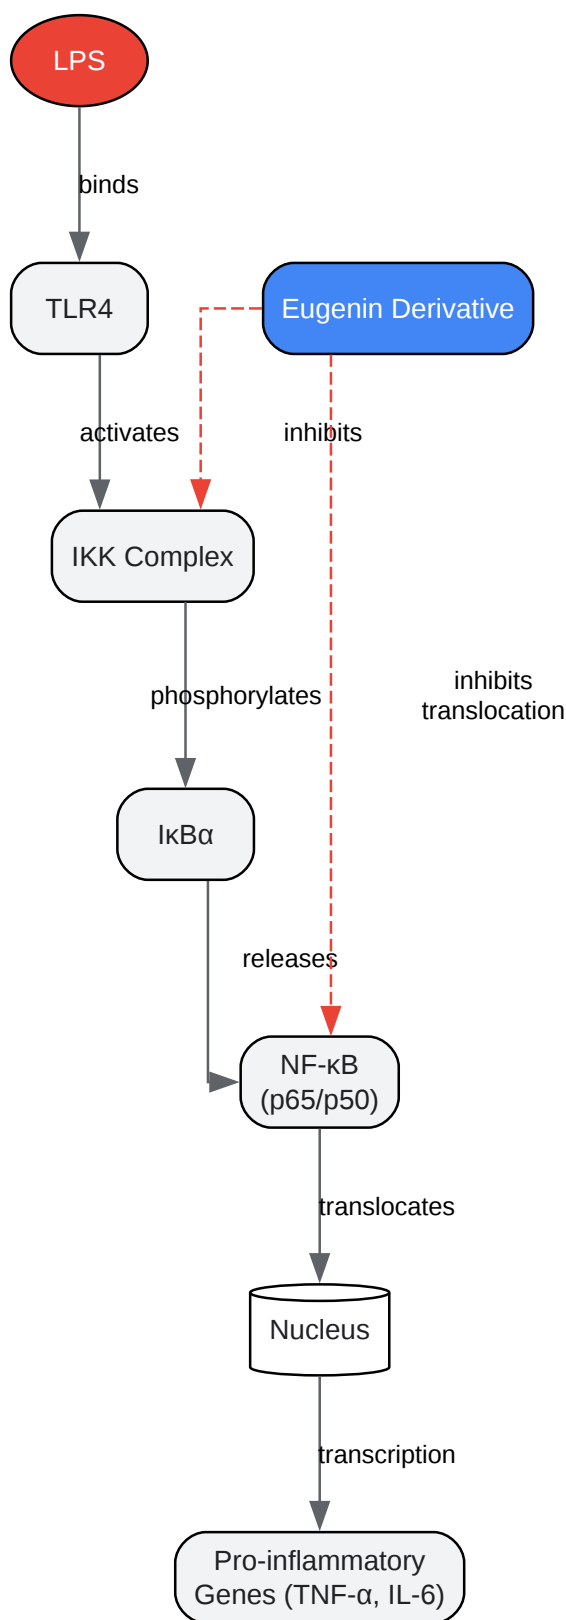 LPS
binds
TLR4
Eugenin Derivative
activates
inhibits
IKK Complex
phosphorylates
inhibits
translocation
IκBα
releases
NF-κB
(p65/p50)
translocates
Nucleus
transcription
Pro-inflammatory
Genes (TNF-α, IL-6)